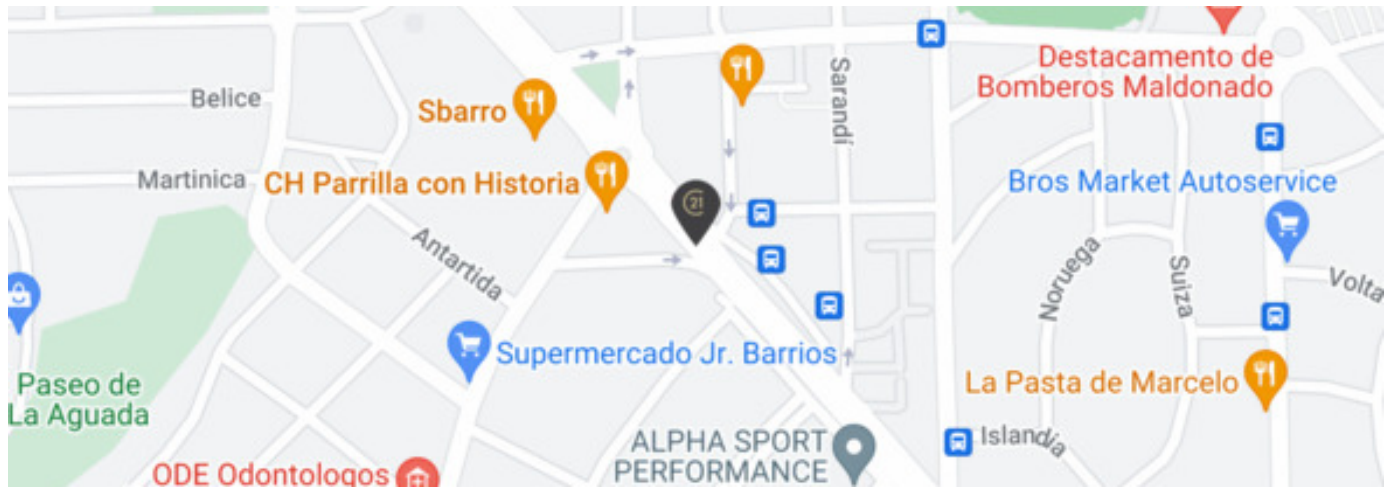 Destacamento de
Bomberos Maldonado
Sarandí
Belice
Sbarro
Martinica
CH Parrilla con Historia
21
Bros Market Autoservice
Antartida
Noruega
Suiza
Volta
Supermercado Jr. Barrios
Paseo de
La Aguada
La Pasta de Marcelo
Islandia
ALPHA SPORT
PERFORMANCE
ODE Odontologos